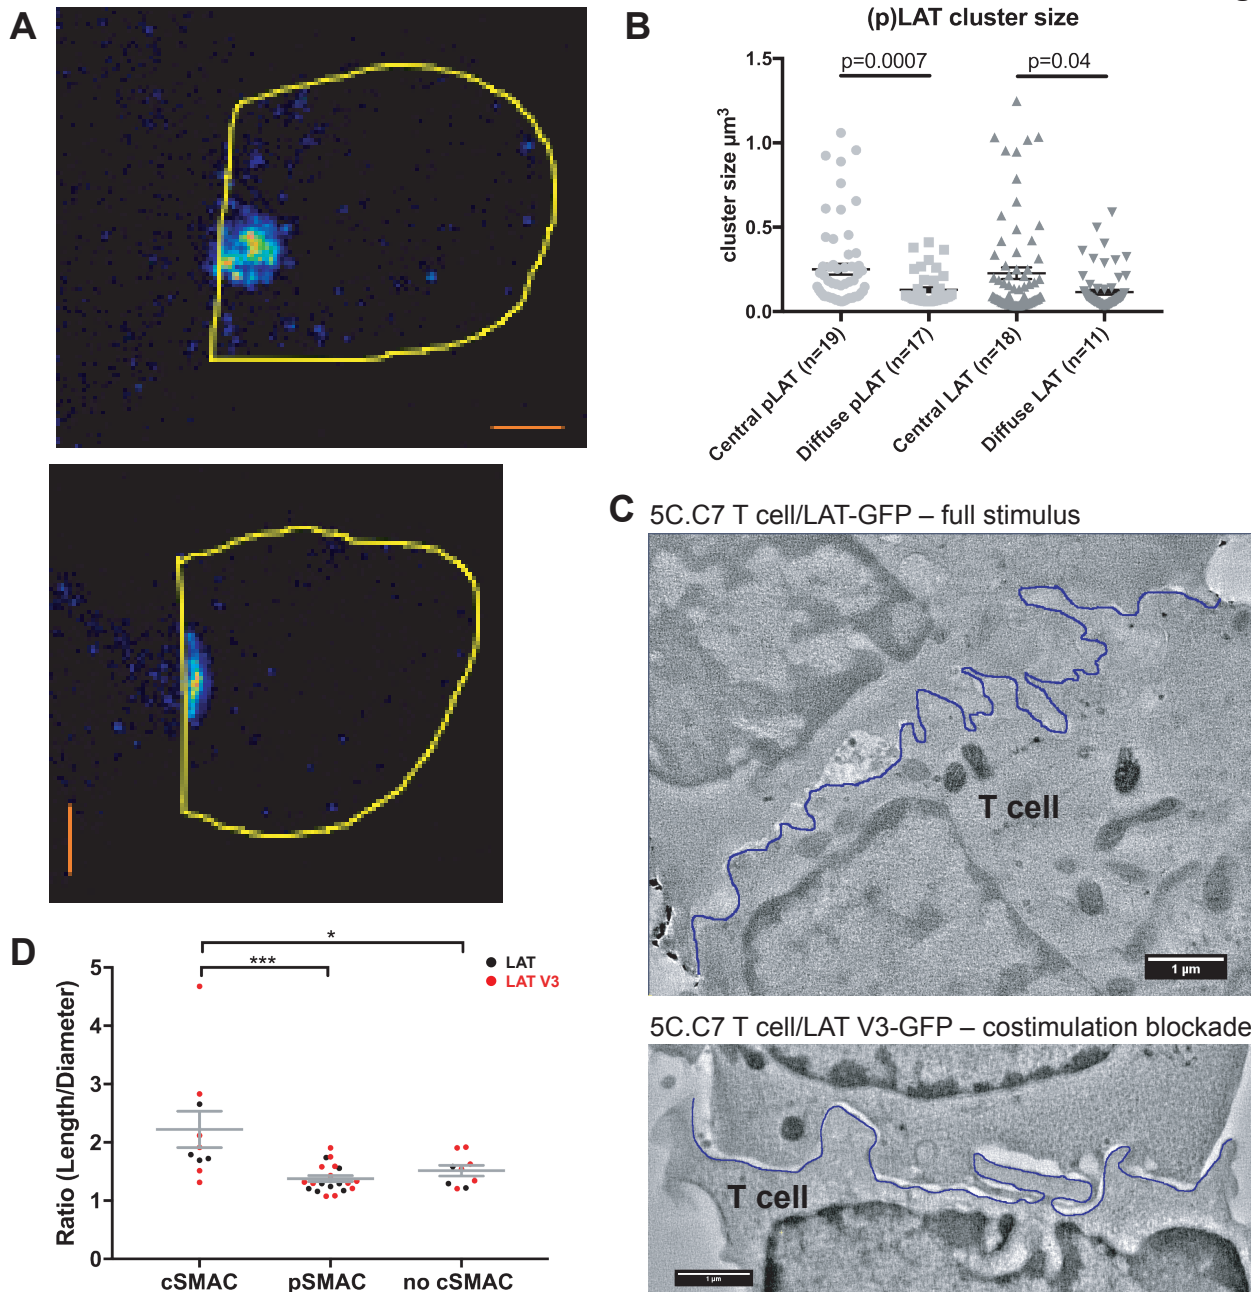 A
B
(p)LAT cluster size
cluster size µm³
1.5
1.0
0.5
0.0
p=0.0007
p=0.04
Central pLAT (n=19)
Diffuse pLAT (n=17)
Central LAT (n=18)
Diffuse LAT (n=11)
C
5C.C7 T cell/LAT-GFP – full stimulus
T cell
1 µm
5C.C7 T cell/LAT V3-GFP – costimulation blockade
T cell
1 µm
D
Ratio (Length/Diameter)
5
4
3
2
1
0
*
***
LAT
LAT V3
cSMAC
pSMAC
no cSMAC